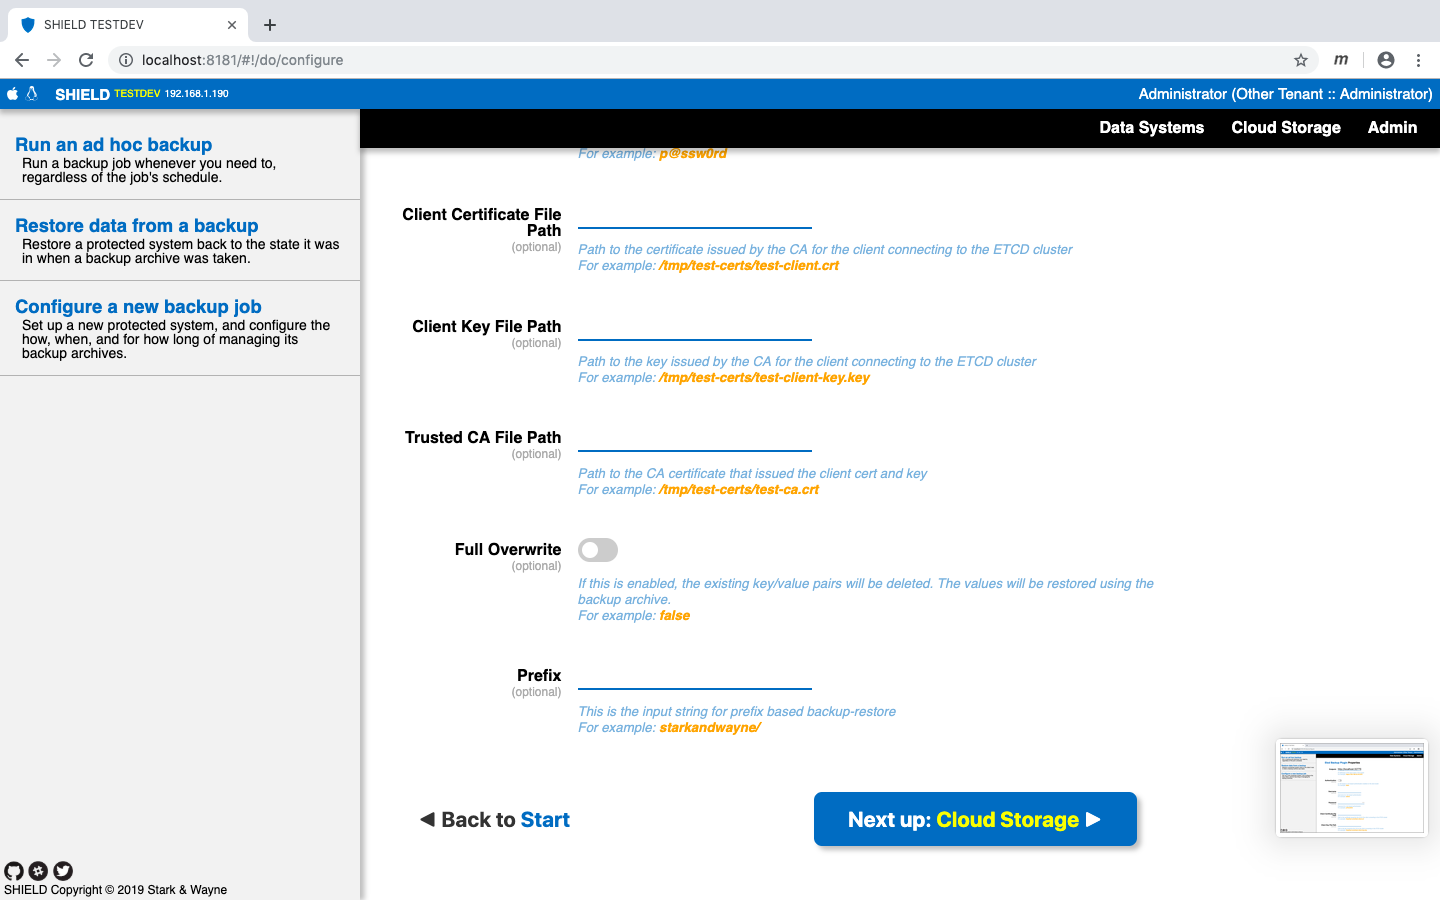 SHIELD TESTDEV
localhost:8181/#!/do/configure
m
SHIELD TESTDEV 192.168.1.190
Administrator (Other Tenant :: Administrator)
Data Systems Cloud Storage Admin
Run an ad hoc backup
Run a backup job whenever you need to,
regardless of the job's schedule.
Restore data from a backup
Restore a protected system back to the state it was
in when a backup archive was taken.
Configure a new backup job
Set up a new protected system, and configure the
how, when, and for how long of managing its
backup archives.
For example: p@ssw0rd
Client Certificate File
Path
(optional)
Path to the certificate issued by the CA for the client connecting to the ETCD cluster
For example: /tmp/test-certs/test-client.crt
Client Key File Path
(optional)
Path to the key issued by the CA for the client connecting to the ETCD cluster
For example: /tmp/test-certs/test-client-key.key
Trusted CA File Path
(optional)
Path to the CA certificate that issued the client cert and key
For example: /tmp/test-certs/test-ca.crt
Full Overwrite
(optional)
If this is enabled, the existing key/value pairs will be deleted. The values will be restored using the
backup archive.
For example: false
Prefix
(optional)
This is the input string for prefix based backup-restore
For example: starkandwayne/
Back to Start
Next up: Cloud Storage
SHIELD Copyright © 2019 Stark & Wayne